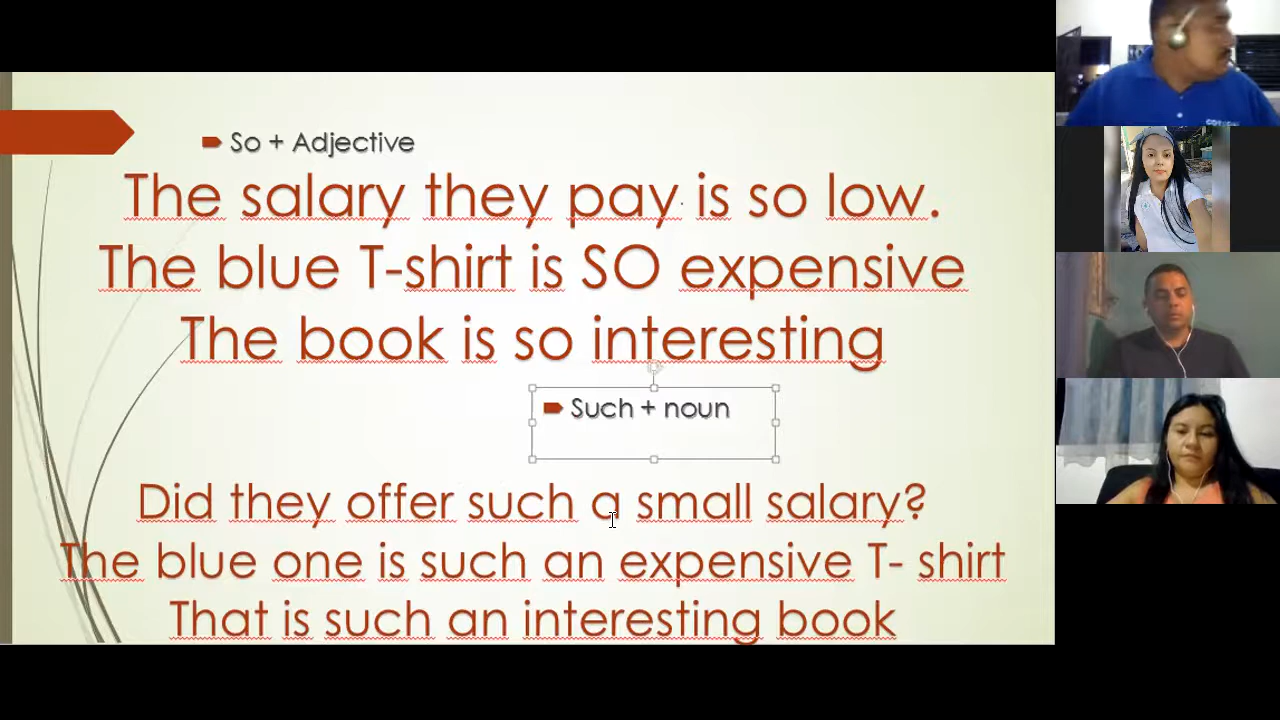 So + Adjective
The salary they pay is so low.
The blue T-shirt is SO expensive
The book is so interesting
Such + noun
Did they offer such a small salary?
The blue one is such an expensive T- shirt
That is such an interesting book